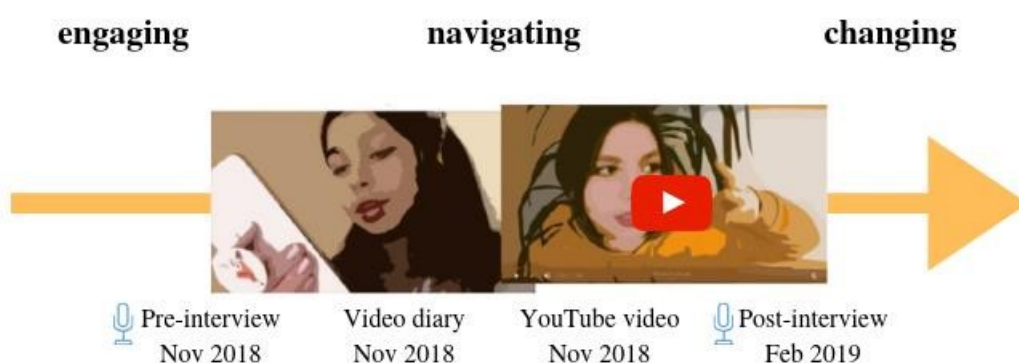 engaging navigating changing
Pre-interview Video diary YouTube video Post-interview
Nov 2018 Nov 2018 Nov 2018 Feb 2019